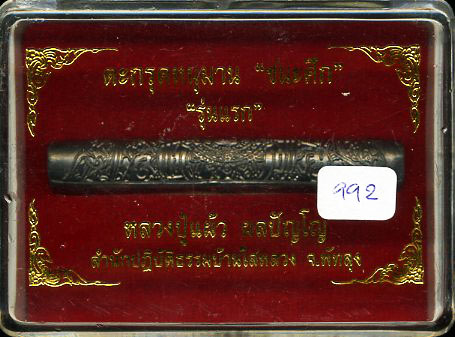 ตะกรุดหนุมาน "ชนะศึก"
"รุ่นแรก"
992
หลวงปู่แผ้ว ผลปัญโญ
สำนักปฏิบัติธรรมบ้านใสหลวง จ.พัทลุง